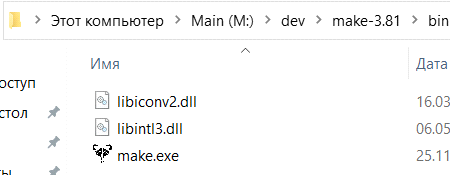 Этот компьютер > Main (M:) > dev > make-3.81 > bin
Имя Дата
оступ
libiconv2.dll 16.03
стол
libintl3.dll 06.05
make.exe 25.11
ты